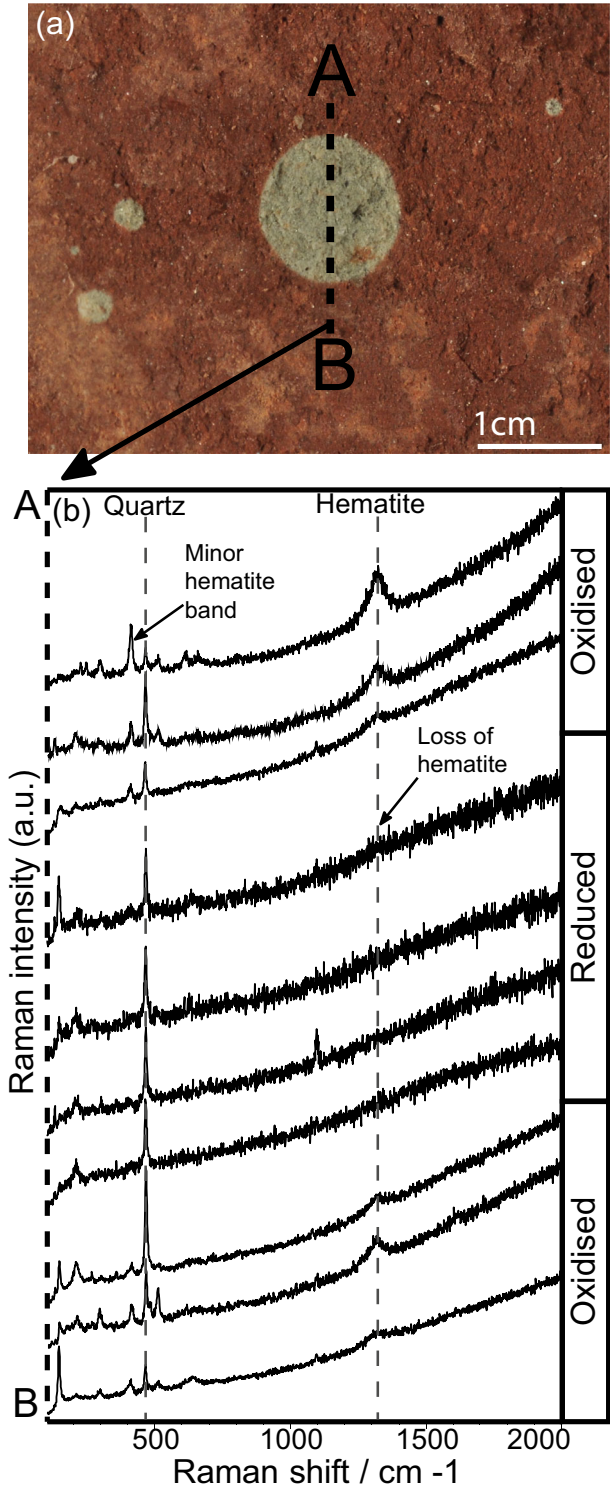 (a)
A
B
1cm
A
(b)
Quartz
Hematite
Minor
hematite
band
Loss of
hematite
Oxidised
Reduced
Oxidised
Raman intensity (a.u.)
B
500
1000
1500
2000
Raman shift / cm -1